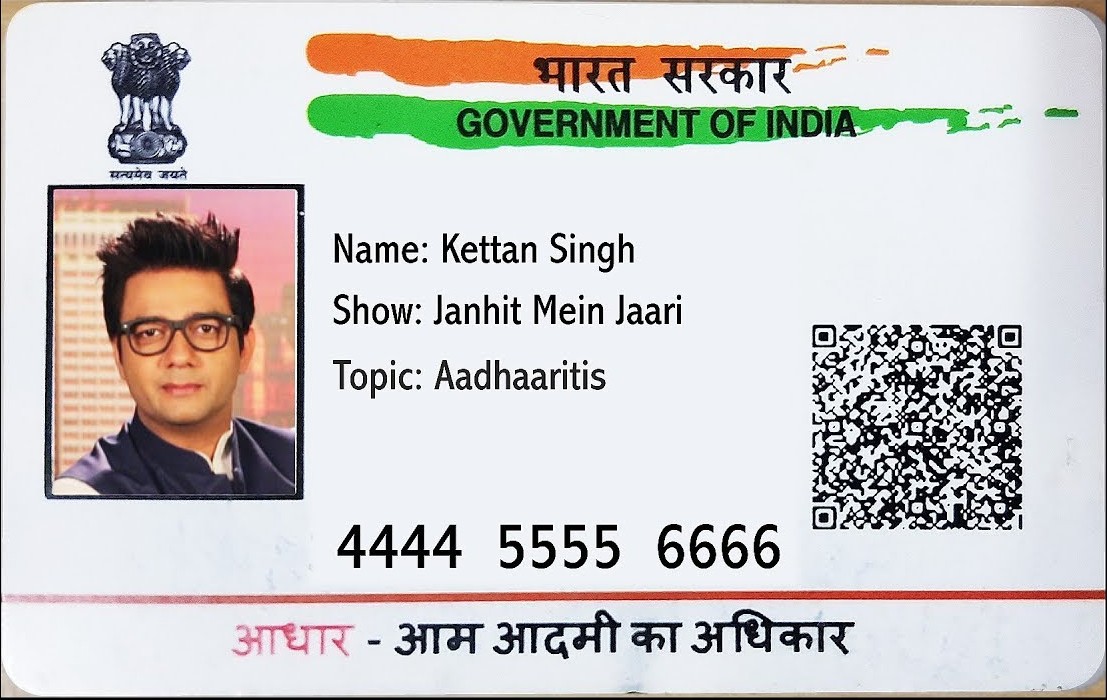 भारत सरकार
GOVERNMENT OF INDIA
सत्यमेव जयते
Name: Kettan Singh
Show: Janhit Mein Jaari
Topic: Aadhaaritis
4444 5555 6666
आधार - आम आदमी का अधिकार